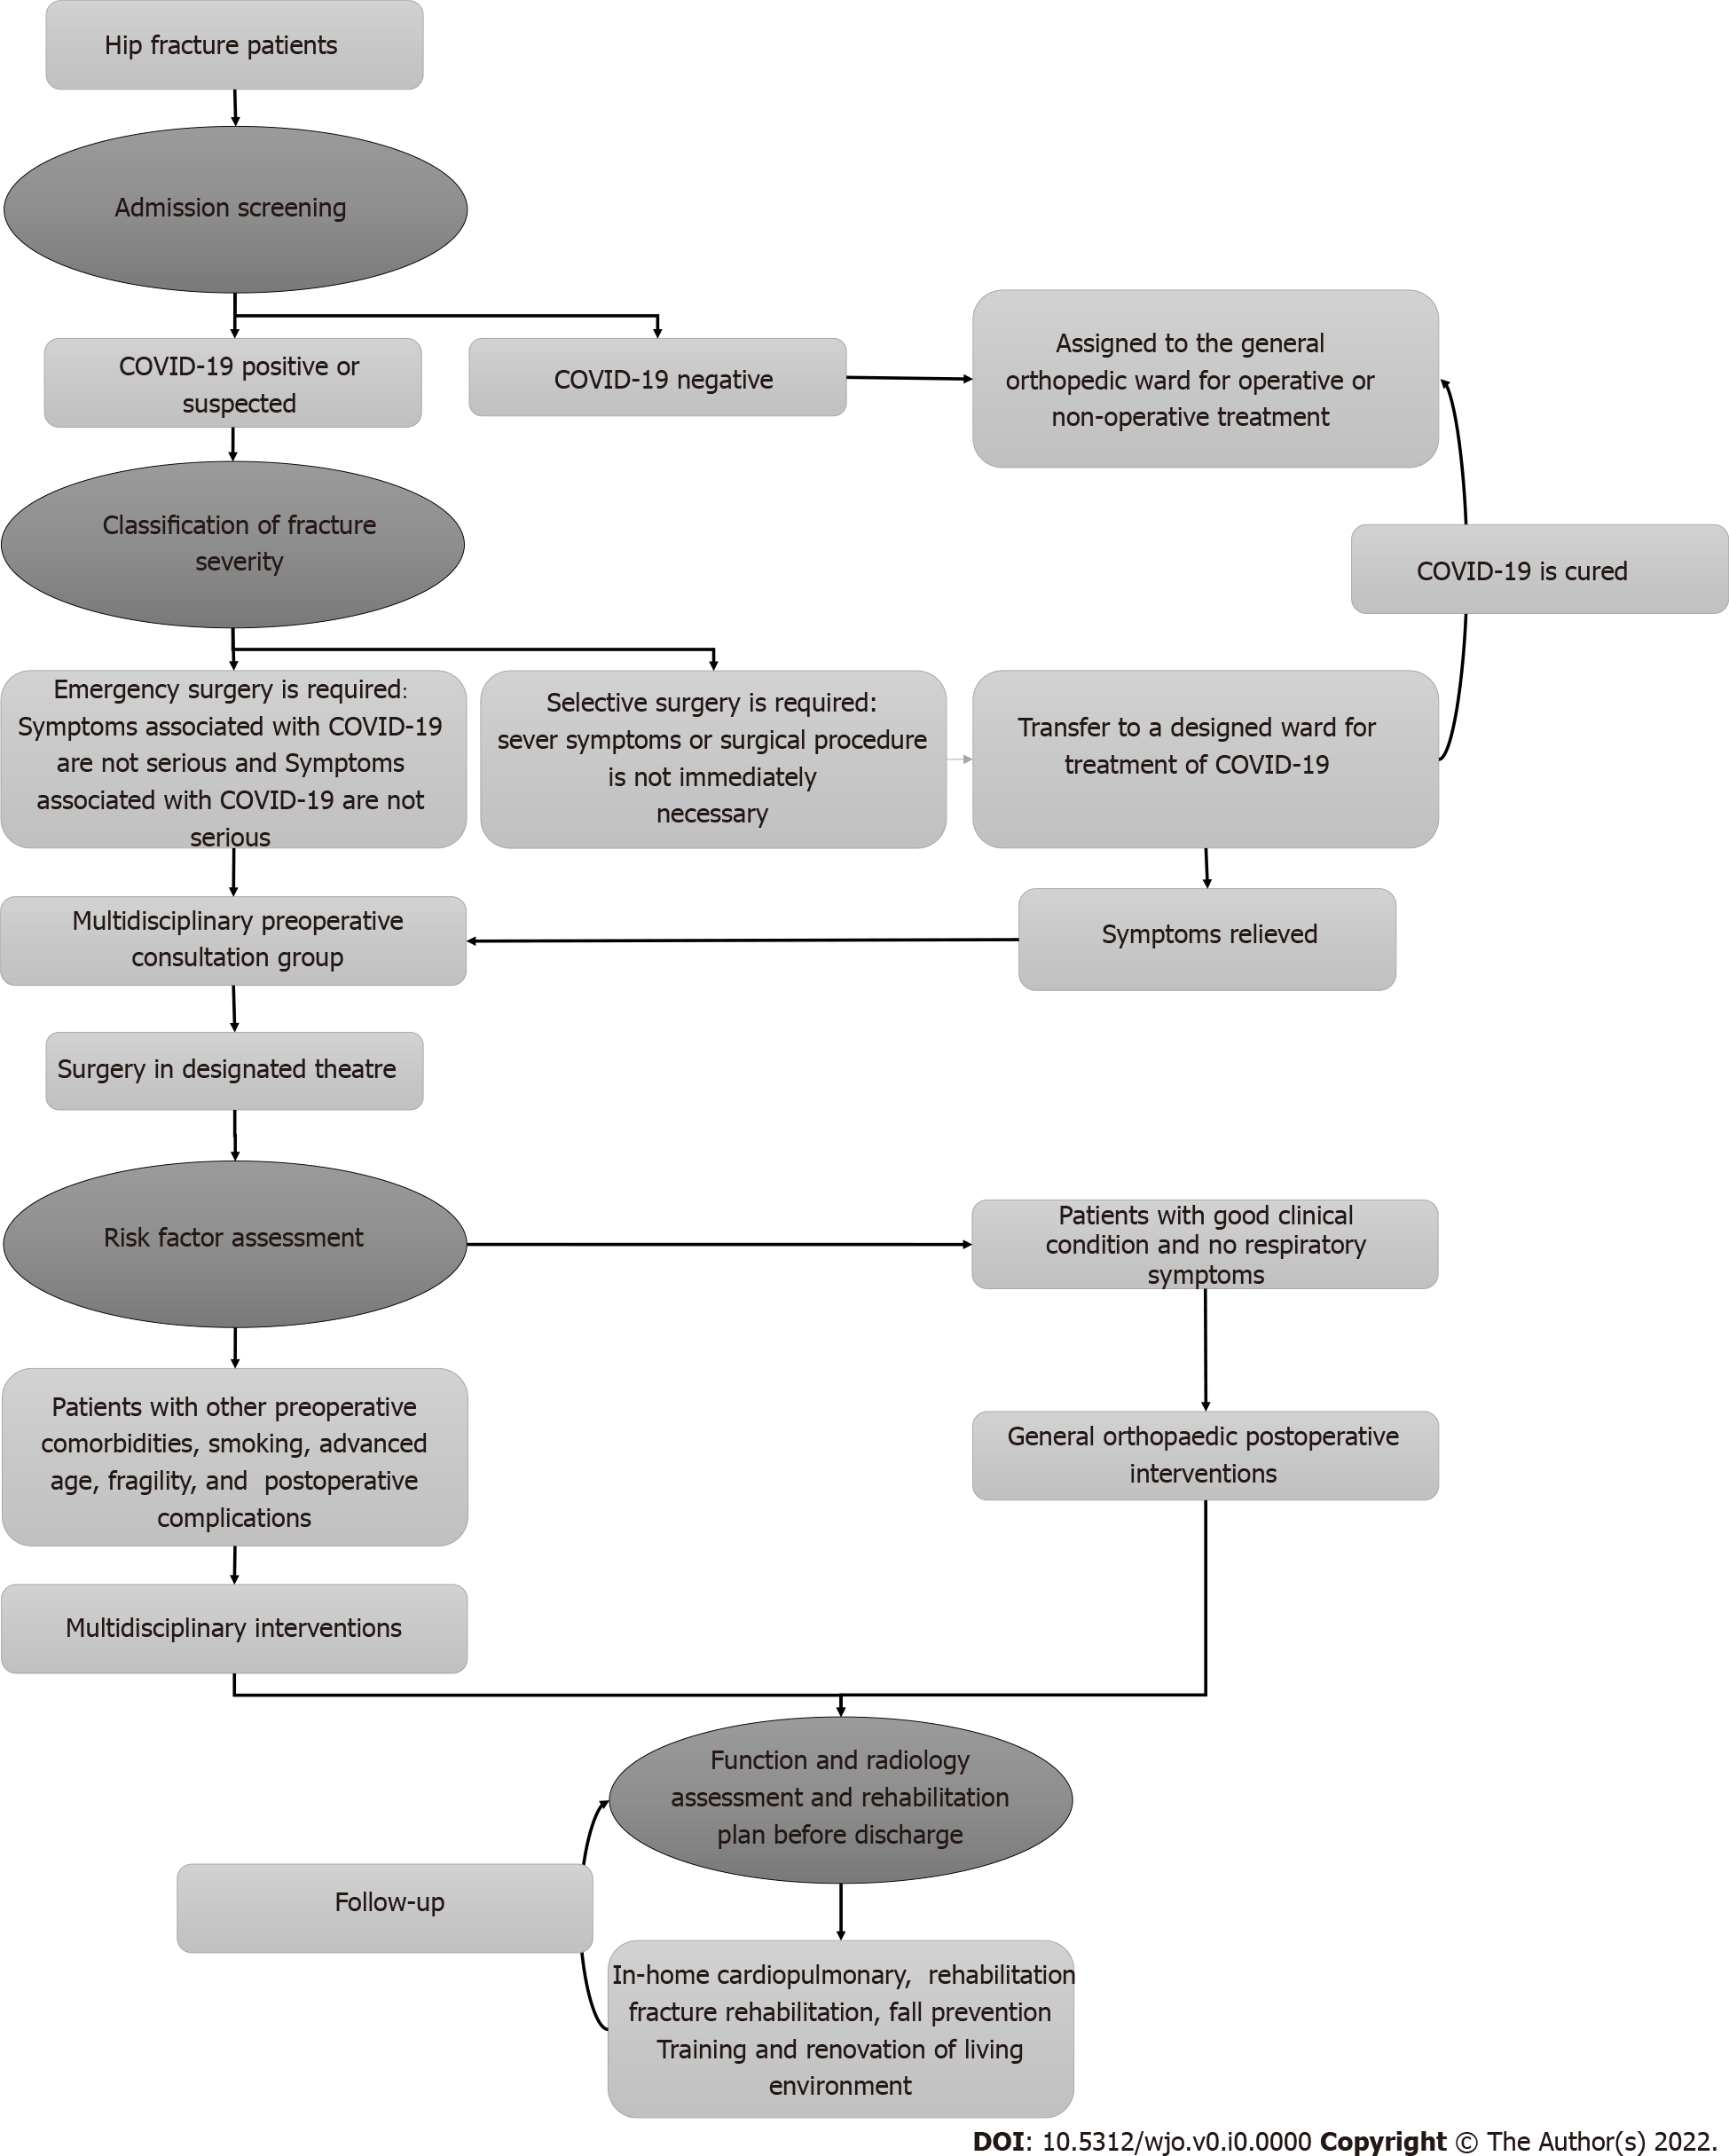 Hip fracture patients
Admission screening
COVID-19 positive or
suspected
COVID-19 negative
Assigned to the general
orthopedic ward for operative or
non-operative treatment
Classification of fracture
severity
COVID-19 is cured
Emergency surgery is required:
Symptoms associated with COVID-19
are not serious and Symptoms
associated with COVID-19 are not
serious
Selective surgery is required:
sever symptoms or surgical procedure
is not immediately
necessary
Transfer to a designed ward for
treatment of COVID-19
Multidisciplinary preoperative
consultation group
Symptoms relieved
Surgery in designated theatre
Risk factor assessment
Patients with good clinical
condition and no respiratory
symptoms
Patients with other preoperative
comorbidities, smoking, advanced
age, fragility, and  postoperative
complications
General orthopaedic postoperative
interventions
Multidisciplinary interventions
Function and radiology
assessment and rehabilitation
plan before discharge
Follow-up
In-home cardiopulmonary,  rehabilitation
fracture rehabilitation, fall prevention
Training and renovation of living
environment
DOI: 10.5312/wjo.v0.i0.0000 Copyright © The Author(s) 2022.